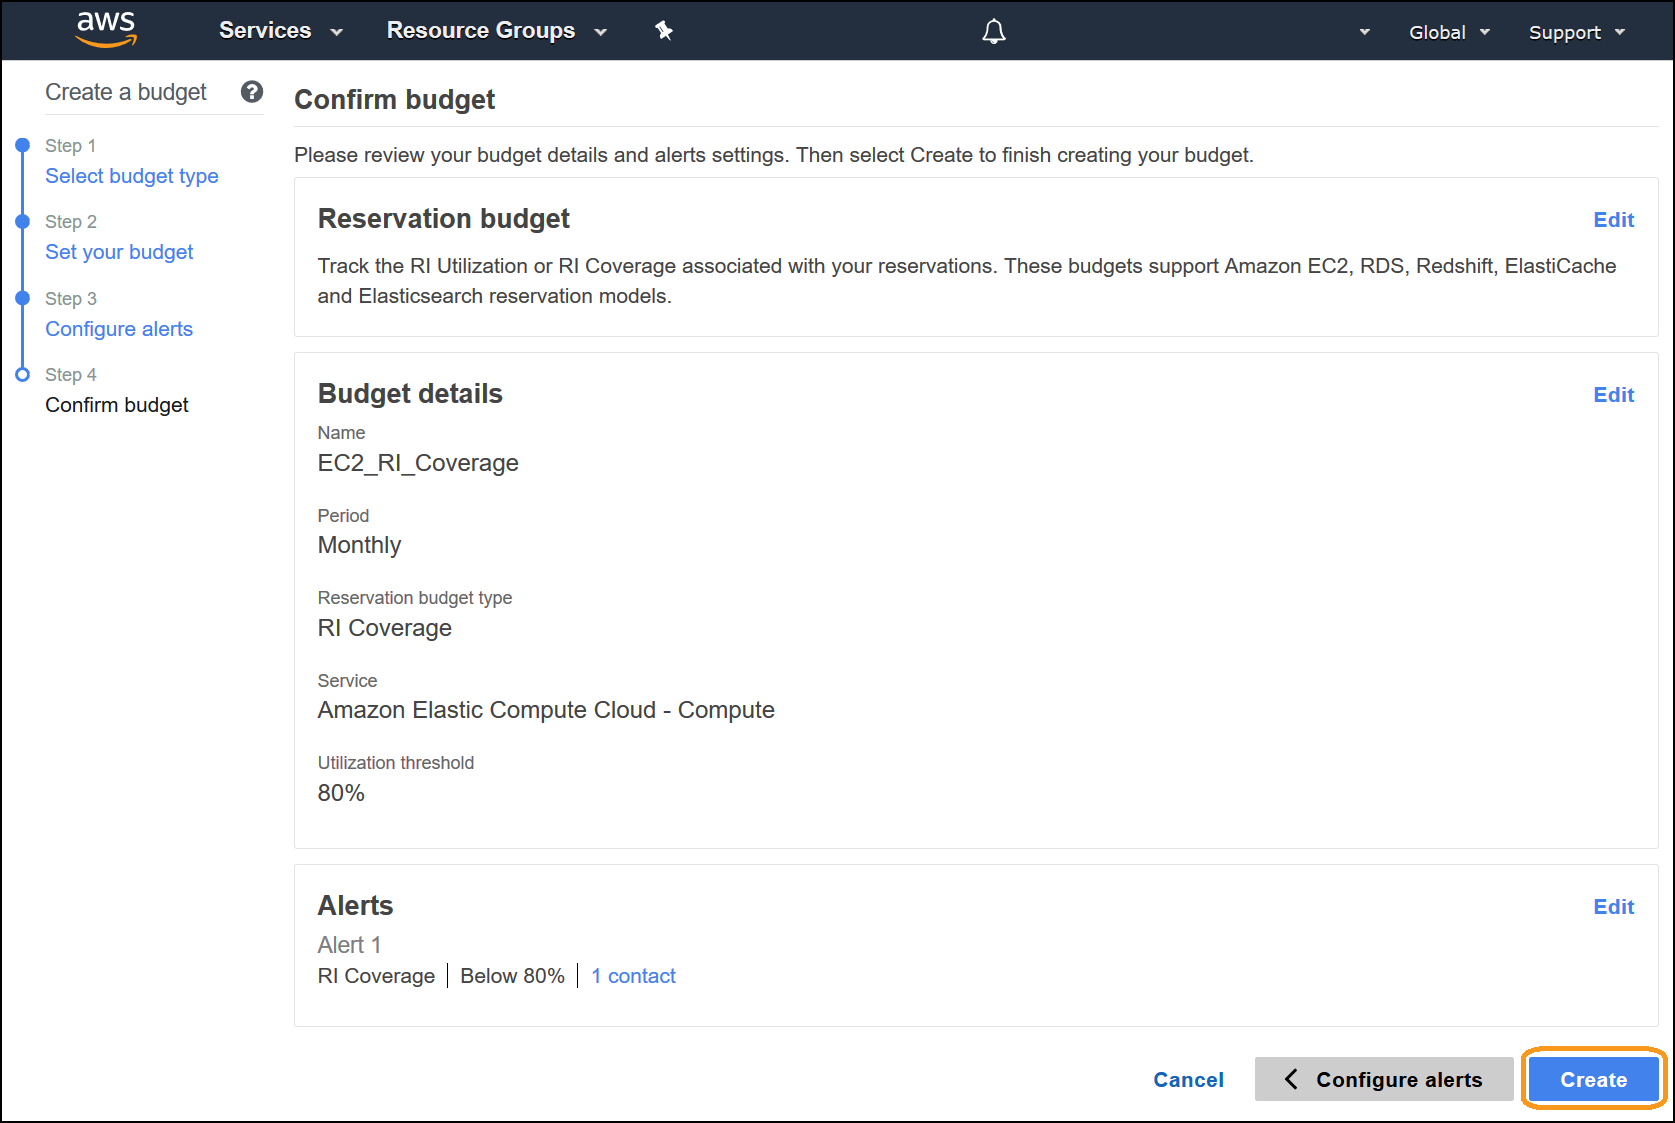 aws
Services
Resource Groups
Global
Support
Create a budget
?
Step 1
Select budget type
Step 2
Set your budget
Step 3
Configure alerts
Step 4
Confirm budget
Confirm budget
Please review your budget details and alerts settings. Then select Create to finish creating your budget.
Reservation budget
Edit
Track the RI Utilization or RI Coverage associated with your reservations. These budgets support Amazon EC2, RDS, Redshift, ElastiCache
and Elasticsearch reservation models.
Budget details
Edit
Name
EC2_RI_Coverage
Period
Monthly
Reservation budget type
RI Coverage
Service
Amazon Elastic Compute Cloud - Compute
Utilization threshold
80%
Alerts
Edit
Alert 1
RI Coverage | Below 80% | 1 contact
Cancel
Configure alerts
Create